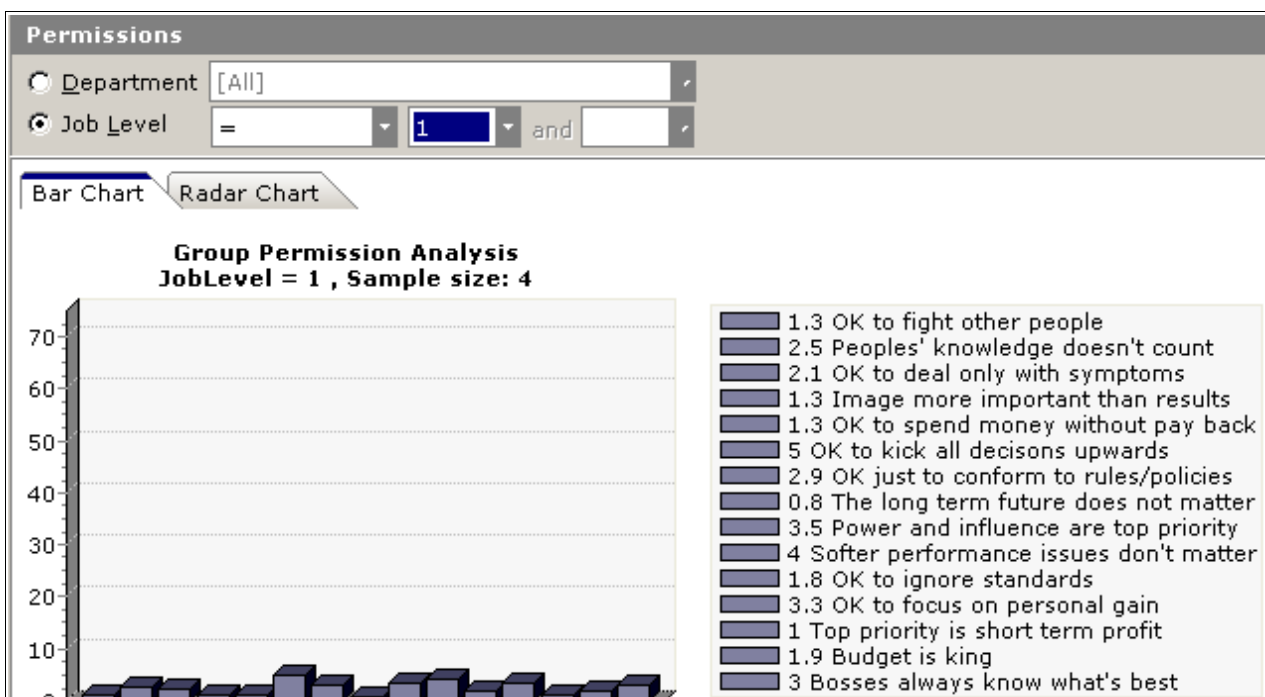 Permissions
Department [All]
Job Level = 1 and
Bar Chart Radar Chart
Group Permission Analysis
JobLevel = 1 , Sample size: 4
70
60
50
40
30
20
10
0
1.3 OK to fight other people
2.5 Peoples' knowledge doesn't count
2.1 OK to deal only with symptoms
1.3 Image more important than results
1.3 OK to spend money without pay back
5 OK to kick all decisons upwards
2.9 OK just to conform to rules/policies
0.8 The long term future does not matter
3.5 Power and influence are top priority
4 Softer performance issues don't matter
1.8 OK to ignore standards
3.3 OK to focus on personal gain
1 Top priority is short term profit
1.9 Budget is king
3 Bosses always know what's best